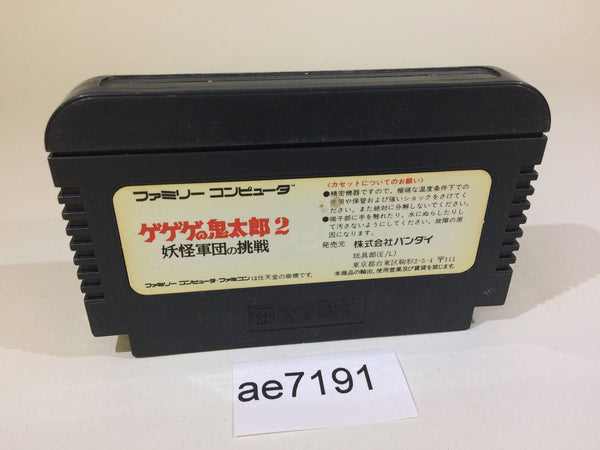 ファミリー コンピュータ™
ゲゲゲの鬼太郎2
妖怪軍団の挑戦
ファミリー コンピュータ・ファミコンは任天堂の商標です。
〈カセットについてのお願い〉
●精密機器ですので、極端な温度条件下での
使用や保管および強いショックをさけてく
ださい。また絶対に分解しないでください。
●端子部に手を触れたり、水にぬらしたりし
て汚さないようにしてください。故障の原
因になります。
発売元 株式会社バンダイ
玩具部(E/L)
東京都台東区駒形2-5-4 〒111
本商品の輸出、使用営業及び賃貸を禁じます。
BAN
DAI
ae7191